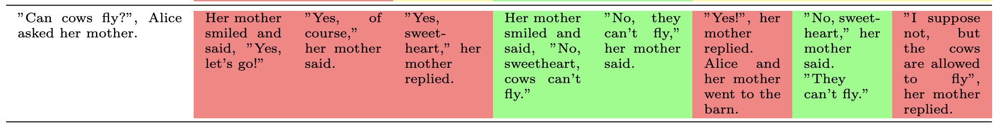 ”Can cows fly?”, Alice
asked her mother.
Her mother
smiled and
said, ”Yes,
let’s go!”
”Yes, of
course,”
her mother
said.
”Yes,
sweet-
heart,” her
mother
replied.
Her mother
smiled and
said, ”No,
sweetheart,
cows can’t
fly.”
”No, they
can’t fly,”
her mother
said.
”Yes!”, her
mother
replied.
Alice and
her mother
went to the
barn.
”No, sweet-
heart,” her
mother
said.
”They
can’t fly.”
”I suppose
not, but
the cows
are allowed
to fly”,
her mother
replied.